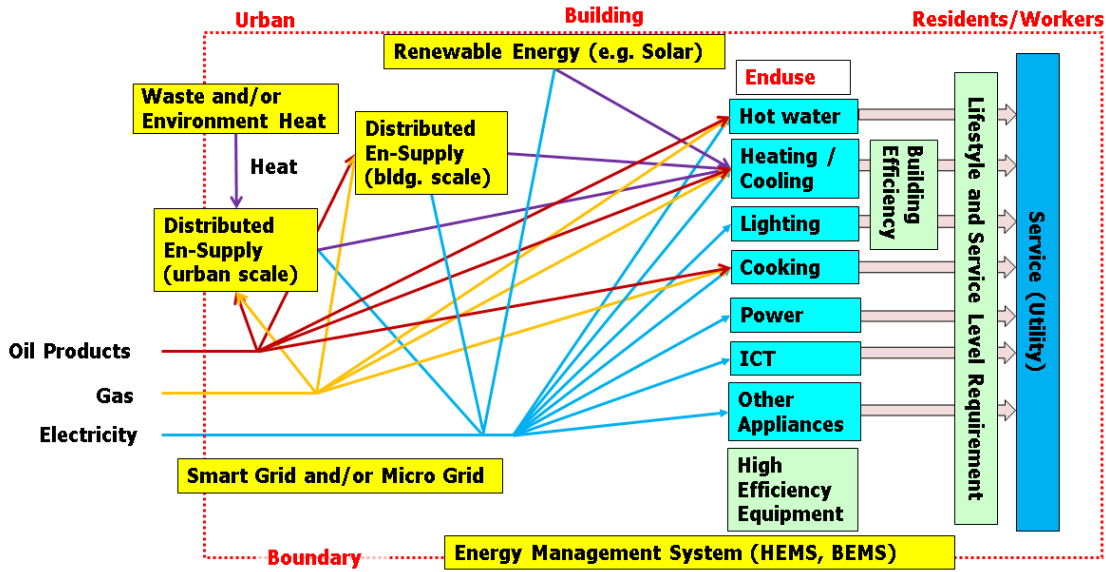 Urban
Building
Residents/Workers
Renewable Energy (e.g. Solar)
Enduse
Waste and/or
Environment Heat
Distributed
En-Supply
(bldg. scale)
Heat
Distributed
En-Supply
(urban scale)
Hot water
Heating /
Cooling
Lighting
Cooking
Power
ICT
Other
Appliances
High
Efficiency
Equipment
Building
Efficiency
Lifestyle and Service Level Requirement
Service (Utility)
Oil Products
Gas
Electricity
Smart Grid and/or Micro Grid
Boundary
Energy Management System (HEMS, BEMS)